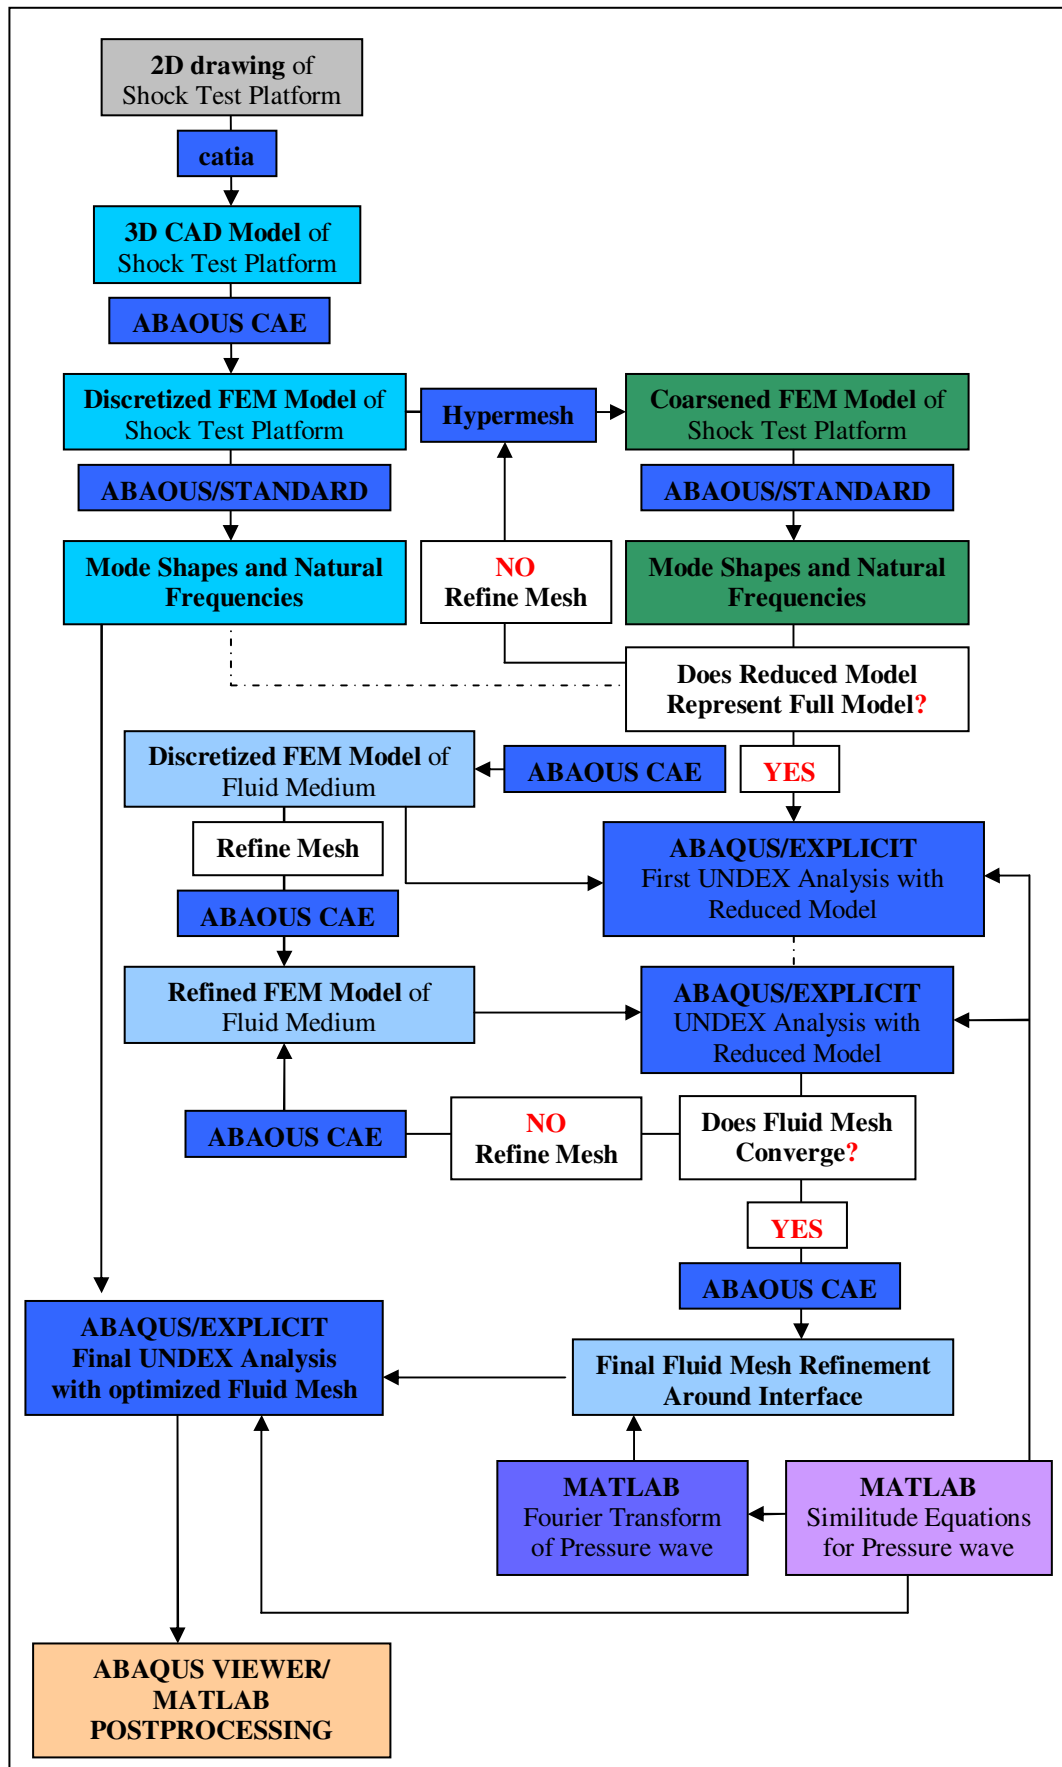 2D drawing of
Shock Test Platform
catia
3D CAD Model of
Shock Test Platform
ABAOUS CAE
Discretized FEM Model of
Shock Test Platform
Hypermesh
Coarsened FEM Model of
Shock Test Platform
ABAOUS/STANDARD
ABAOUS/STANDARD
Mode Shapes and Natural
Frequencies
NO
Refine Mesh
Mode Shapes and Natural
Frequencies
Does Reduced Model
Represent Full Model?
Discretized FEM Model of
Fluid Medium
ABAOUS CAE
YES
Refine Mesh
ABAQUS/EXPLICIT
First UNDEX Analysis with
Reduced Model
ABAOUS CAE
Refined FEM Model of
Fluid Medium
ABAQUS/EXPLICIT
UNDEX Analysis with
Reduced Model
ABAOUS CAE
NO
Refine Mesh
Does Fluid Mesh
Converge?
YES
ABAOUS CAE
ABAQUS/EXPLICIT
Final UNDEX Analysis
with optimized Fluid Mesh
Final Fluid Mesh Refinement
Around Interface
MATLAB
Fourier Transform
of Pressure wave
MATLAB
Similitude Equations
for Pressure wave
ABAQUS VIEWER/
MATLAB
POSTPROCESSING